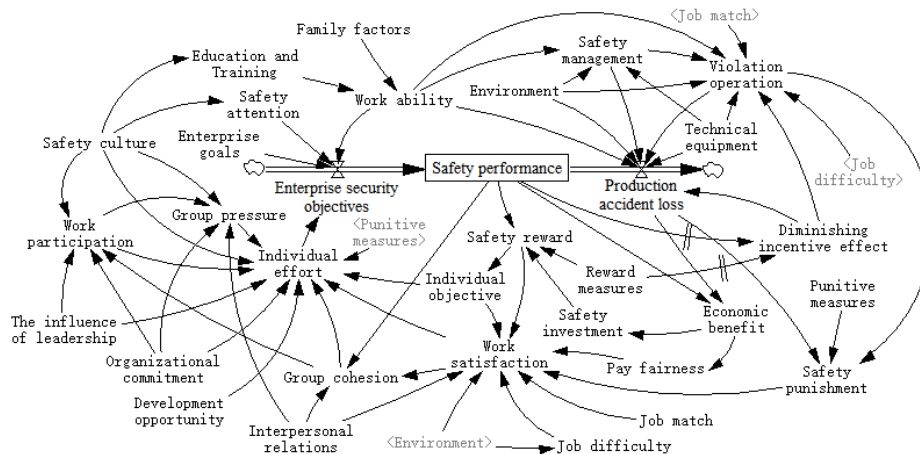 Family factors
<Job match>
Education and
Training
Safety
management
Violation
operation
Safety
attention
Work ability
Environment
Technical
equipment
Safety culture
Enterprise
goals
Safety performance
<Job
difficulty>
Enterprise security
objectives
Production
accident loss
Group pressure
<Punitive
measures>
Work
participation
Safety reward
Diminishing
incentive effect
Individual
effort
Individual
objective
Reward
measures
Punitive
measures
The influence
of leadership
Safety
investment
Economic
benefit
Organizational
commitment
Work
satisfaction
Group cohesion
Pay fairness
Safety
punishment
Development
opportunity
Interpersonal
relations
Job match
<Environment>
Job difficulty